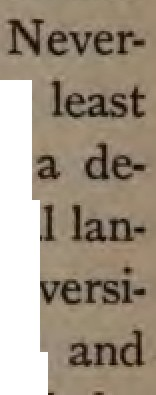 Never-
least
a de-
l lan-
versi-
and